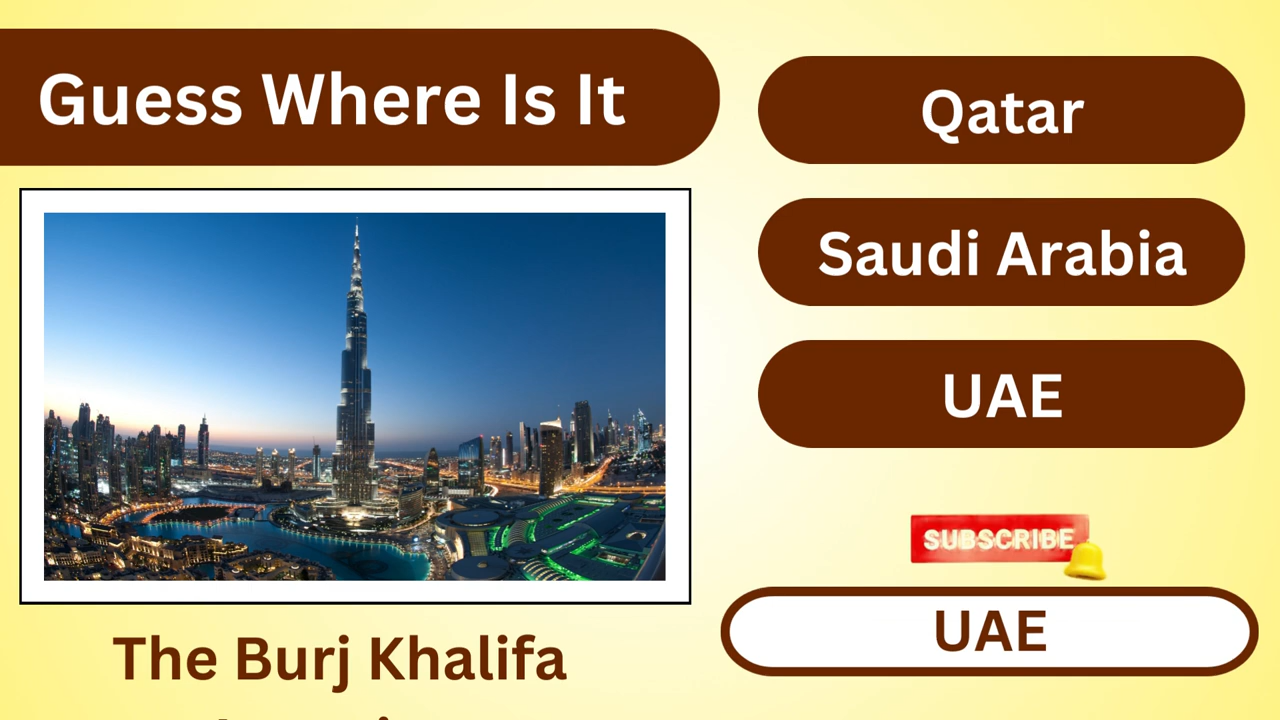 Guess Where Is It
Qatar
Saudi Arabia
UAE
SUBSCRIBE
UAE
The Burj Khalifa